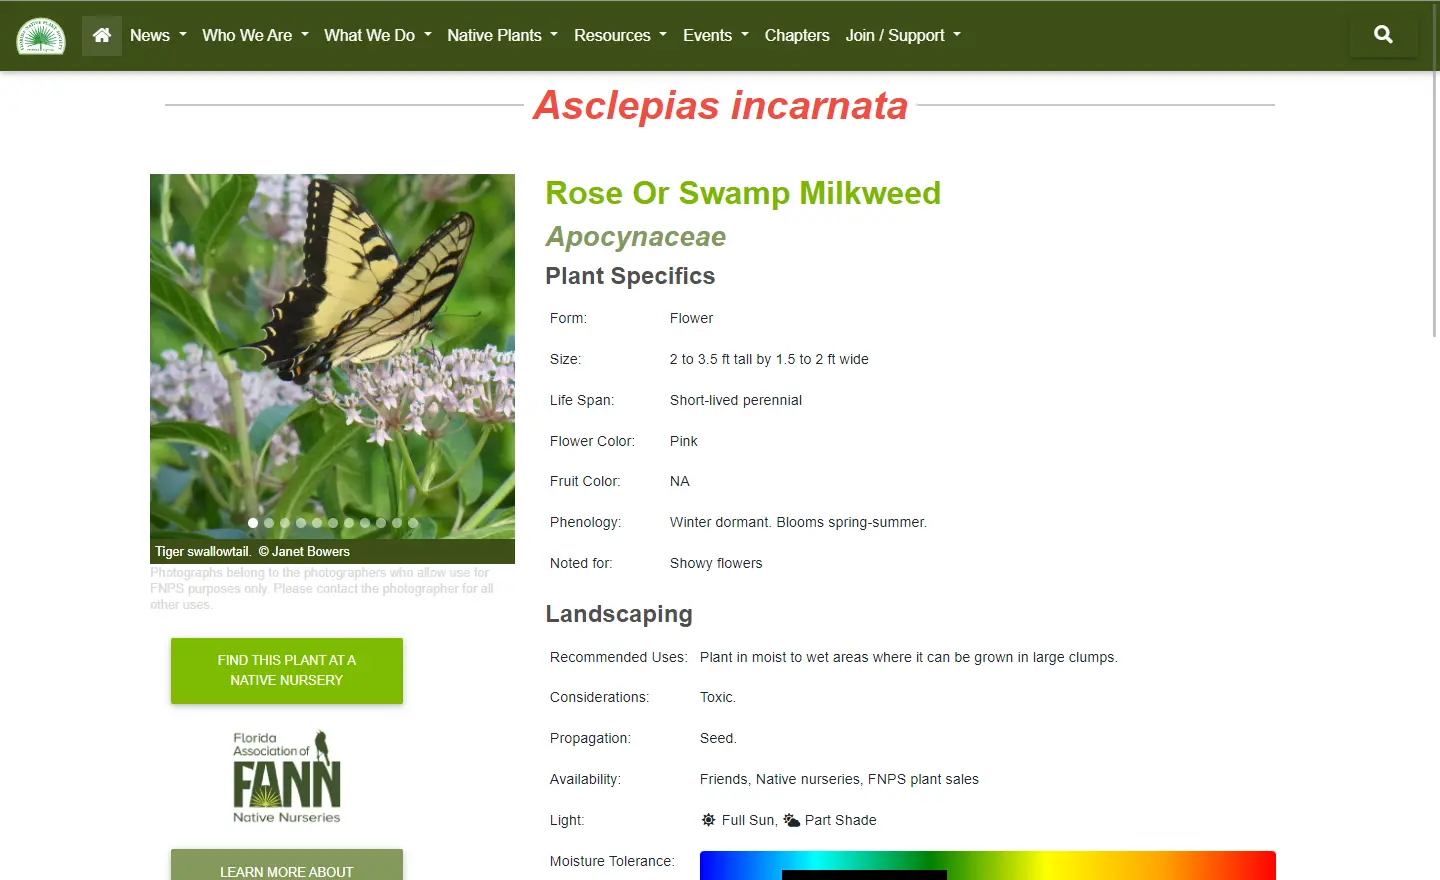 News Who We Are What We Do Native Plants Resources Events Chapters Join / Support
Asclepias incarnata
Rose Or Swamp Milkweed
Apocynaceae
Plant Specifics
Form: Flower
Size: 2 to 3.5 ft tall by 1.5 to 2 ft wide
Life Span: Short-lived perennial
Flower Color: Pink
Fruit Color: NA
Phenology: Winter dormant. Blooms spring-summer.
Noted for: Showy flowers
Tiger swallowtail. © Janet Bowers
Photographs belong to the photographers who allow use for
FNPS purposes only. Please contact the photographer for all
other uses.
FIND THIS PLANT AT A
NATIVE NURSERY
Florida
Association of
FANN
Native Nurseries
LEARN MORE ABOUT
Landscaping
Recommended Uses: Plant in moist to wet areas where it can be grown in large clumps.
Considerations: Toxic.
Propagation: Seed.
Availability: Friends, Native nurseries, FNPS plant sales
Light: Full Sun, Part Shade
Moisture Tolerance: